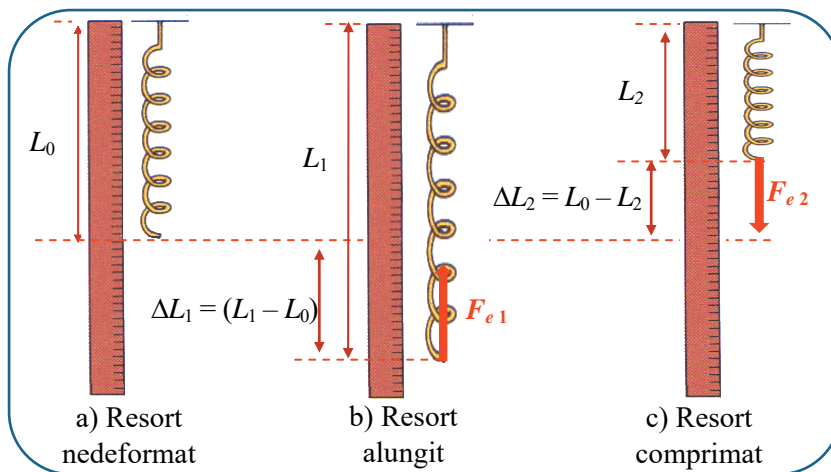 L₀
a) Resort
nedeformat
L₁
ΔL₁ = (L₁ – L₀)
Fₑ ₁
b) Resort
alungit
L₂
ΔL₂ = L₀ – L₂
Fₑ ₂
c) Resort
comprimat